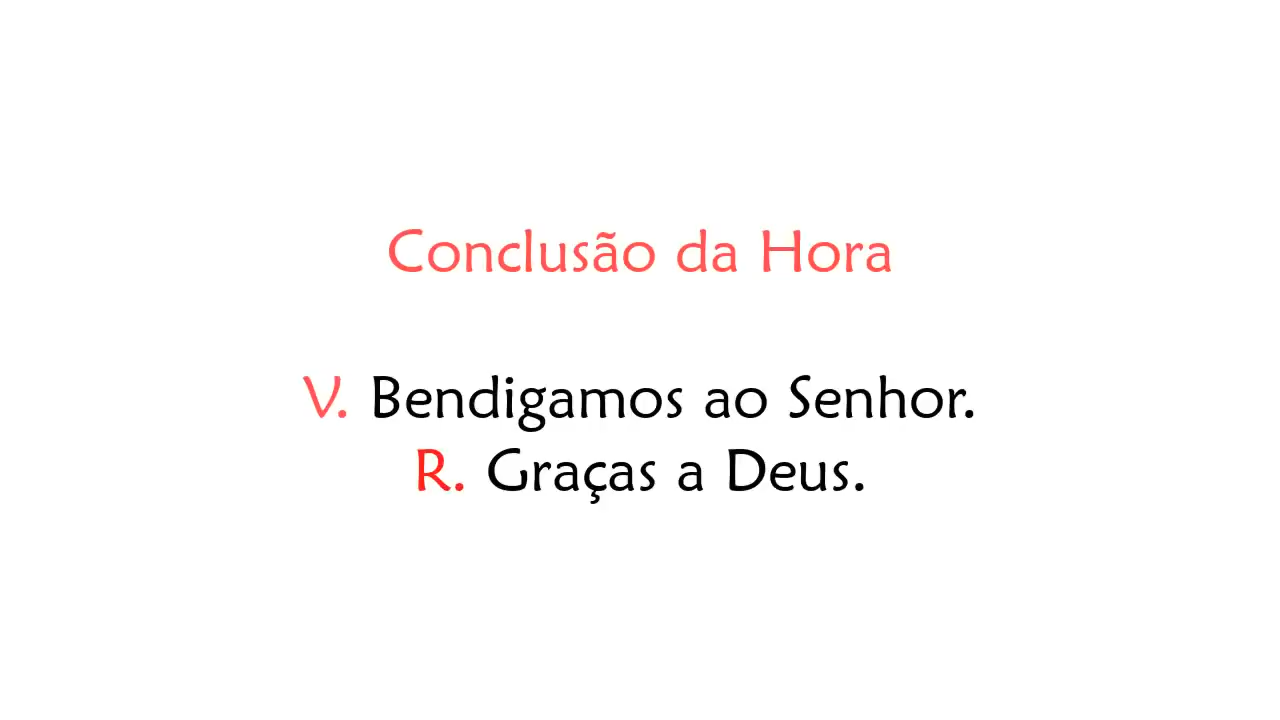 Conclusão da Hora
V. Bendigamos ao Senhor.
R. Graças a Deus.